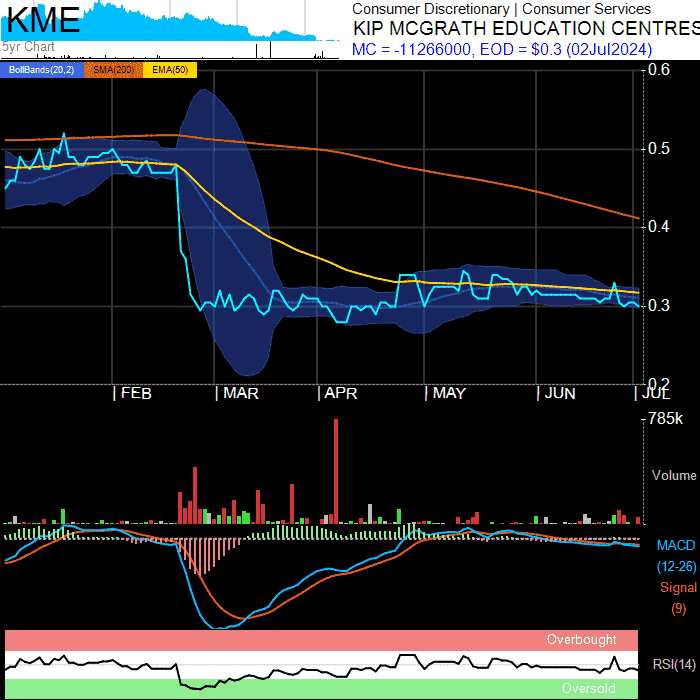 KME
5yr Chart
Consumer Discretionary | Consumer Services
KIP MCGRATH EDUCATION CENTRES
MC = -11266000, EOD = $0.3 (02Jul2024)
BollBands(20,2) SMA(200) EMA(50)
0.6
0.5
0.4
0.3
0.2
FEB MAR APR MAY JUN JUL
785k
Volume
MACD
(12-26)
Signal
(9)
Overbought
RSI(14)
Oversold